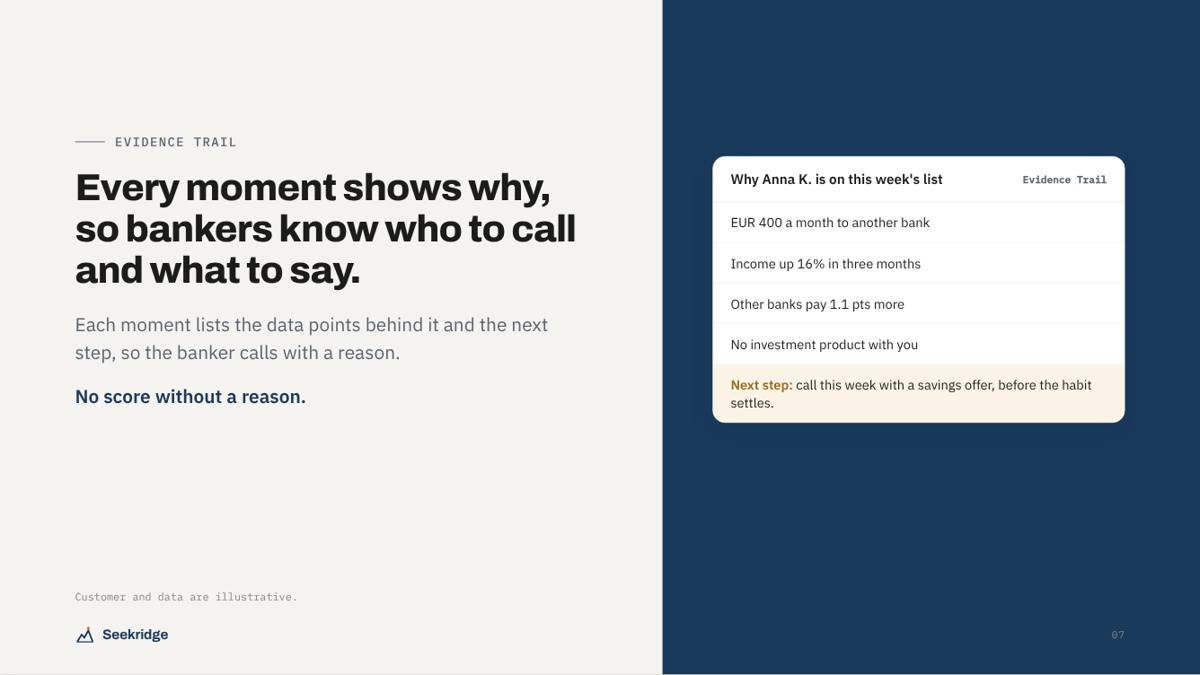 EVIDENCE TRAIL
Every moment shows why,
so bankers know who to call
and what to say.
Each moment lists the data points behind it and the next
step, so the banker calls with a reason.
No score without a reason.
Customer and data are illustrative.
Seekridge
Why Anna K. is on this week's list
Evidence Trail
EUR 400 a month to another bank
Income up 16% in three months
Other banks pay 1.1 pts more
No investment product with you
Next step: call this week with a savings offer, before the habit
settles.
07